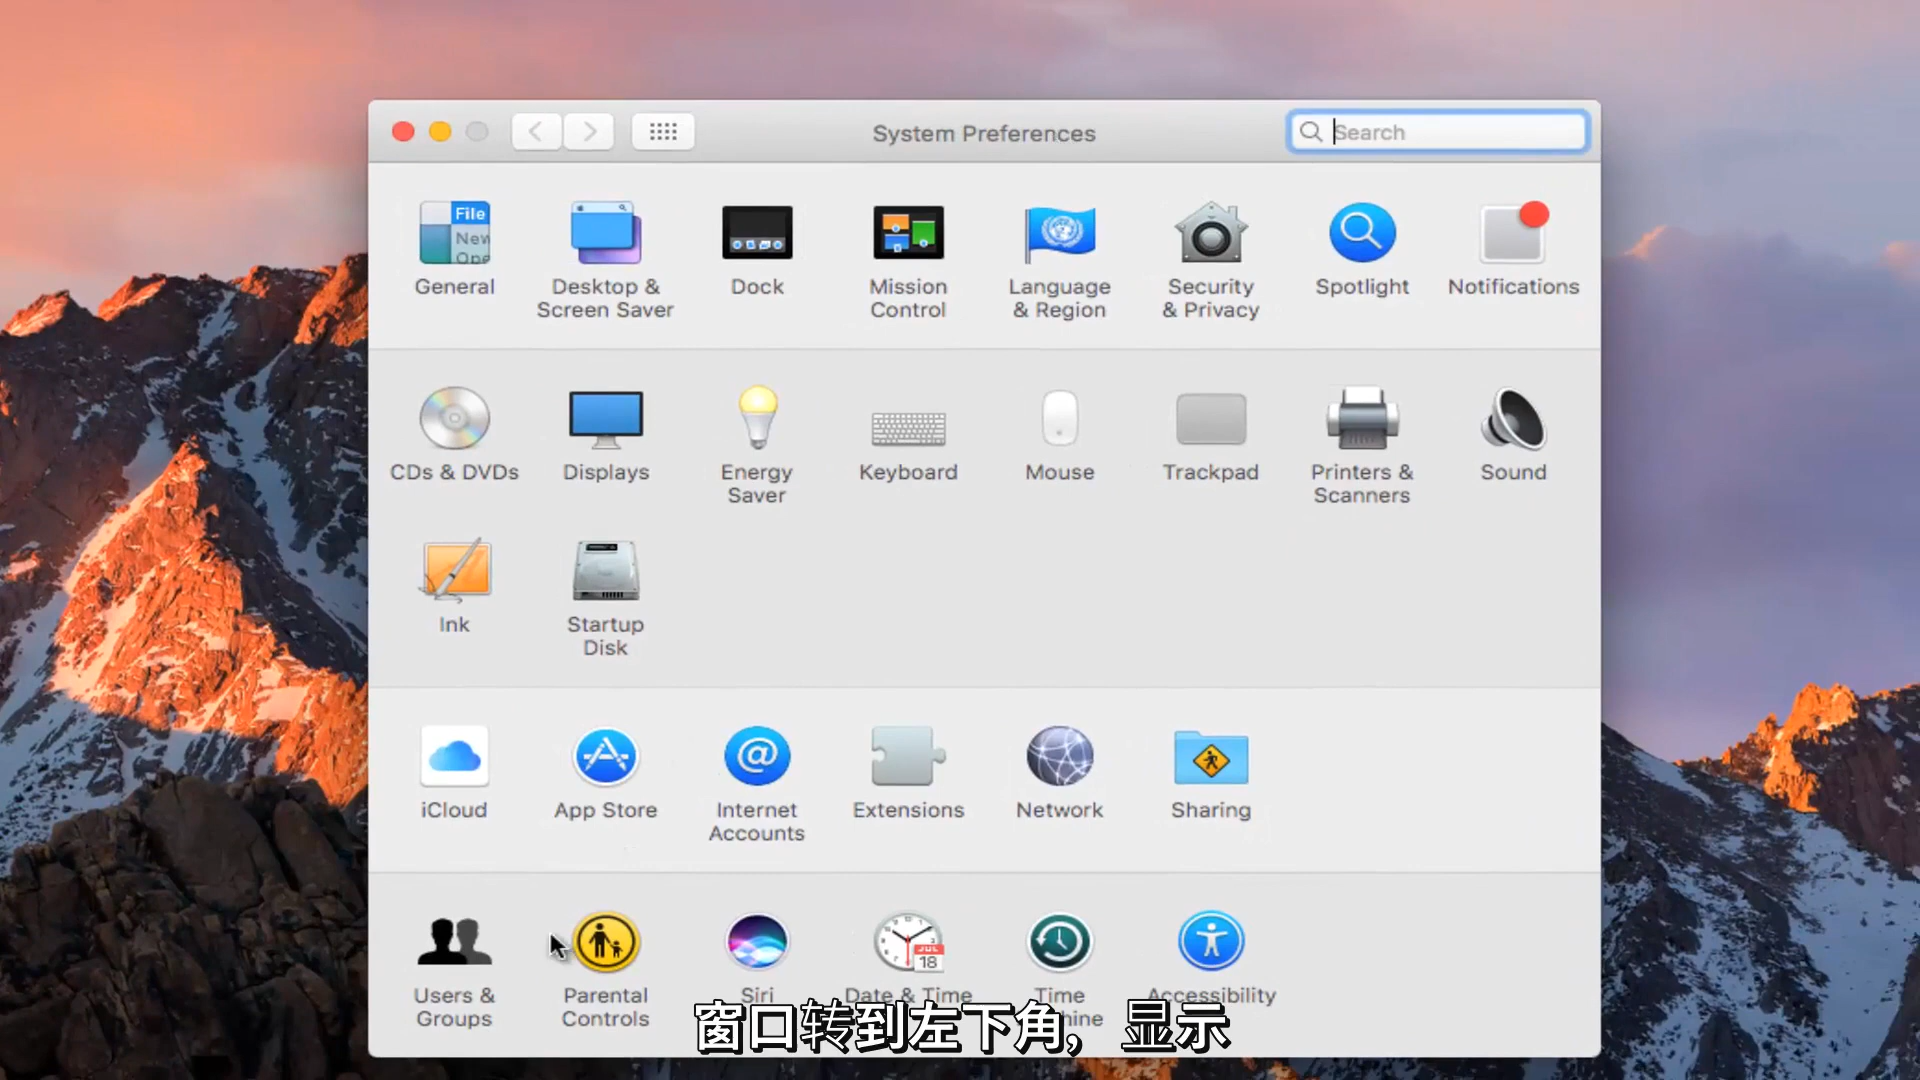 System Preferences
Search
File
New
Ope
General
Desktop &
Screen Saver
Dock
Mission
Control
Language
& Region
Security
& Privacy
Spotlight
Notifications
CDs & DVDs
Displays
Energy
Saver
Keyboard
Mouse
Trackpad
Printers &
Scanners
Sound
Ink
Startup
Disk
iCloud
App Store
Internet
Accounts
Extensions
Network
Sharing
JUL
18
Users &
Groups
Parental
Controls
Siri
Date & Time
Time
Accessibility
窗口转到左下角，显示